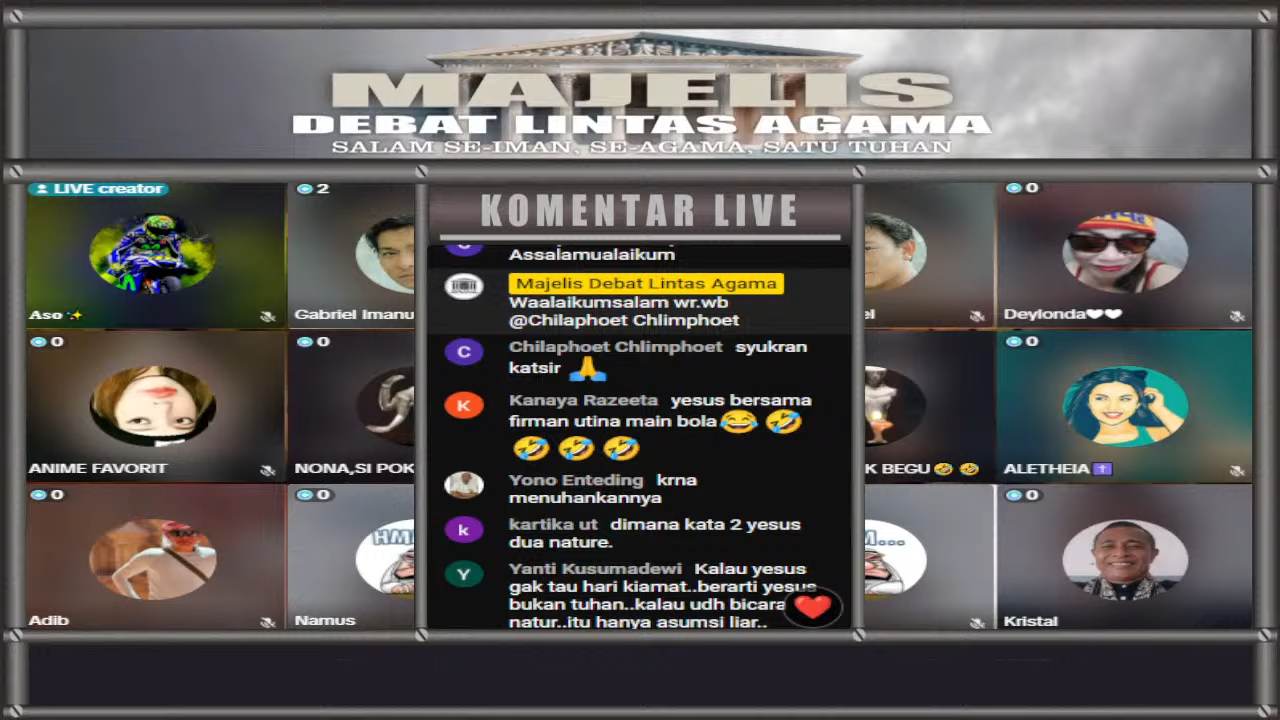 MAJELIS
DEBAT LINTAS AGAMA
SALAM SE-IMAN, SE-AGAMA, SATU TUHAN
LIVE creator
2
KOMENTAR LIVE
0
Assalamualaikum
Majelis Debat Lintas Agama
Waalaikumsalam wr.wb
@Chilaphoet Chlimphoet
Aso ✨
Gabriel Imanu
el
Deylonda❤❤
0
0
0
C
Chilaphoet Chlimphoet syukran
katsir 🙏
K
Kanaya Razeeta yesus bersama
firman utina main bola😂 🤣
🤣 🤣 🤣
ANIME FAVORIT
NONA,SI POK
K BEGU 🤣 🤣
ALETHEIA ✝
Yono Enteding krna
menuhankannya
0
0
0
k
kartika ut dimana kata 2 yesus
dua nature.
HM
M...
Y
Yanti Kusumadewi Kalau yesus
gak tau hari kiamat..berarti yesus
bukan tuhan..kalau udh bicara
natur..itu hanya asumsi liar..
Adib
Namus
Kristal